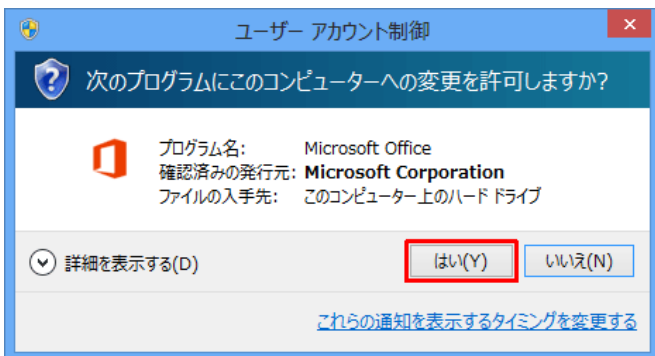 ユーザー アカウント制御
次のプログラムにこのコンピューターへの変更を許可しますか?
プログラム名: Microsoft Office
確認済みの発行元: Microsoft Corporation
ファイルの入手先: このコンピューター上のハード ドライブ
詳細を表示する(D) はい(Y) いいえ(N)
これらの通知を表示するタイミングを変更する